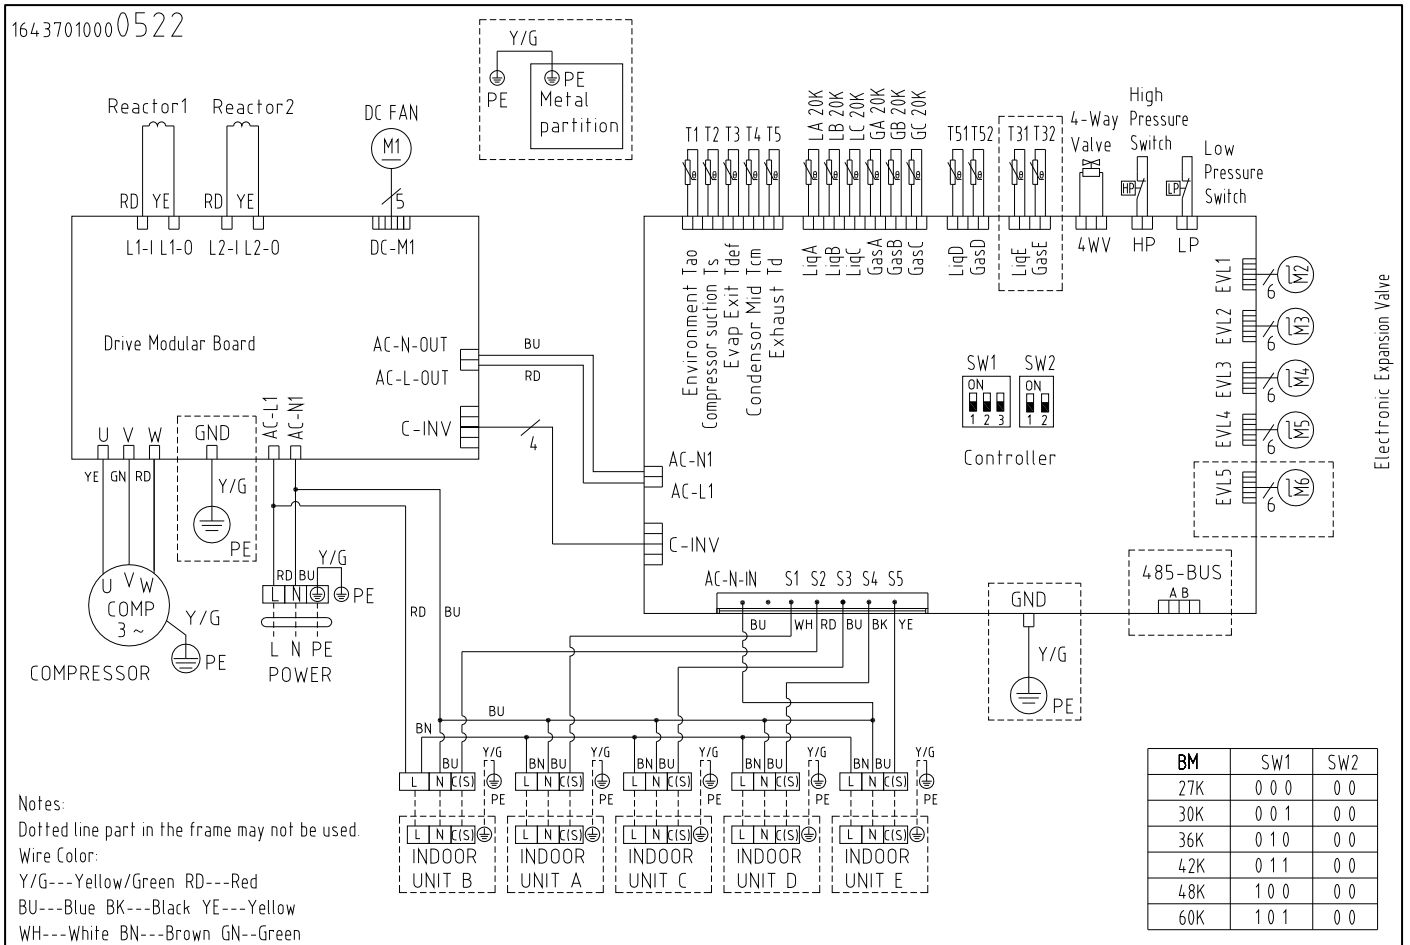 16437010000522
Y/G
PE
PE
Metal
partition
Reactor1 Reactor2
DC FAN
M1
5
RD YE RD YE
L1-I L1-O L2-I L2-O
DC-M1
Drive Modular Board
AC-N-OUT
AC-L-OUT
C-INV
BU
RD
4
U V W
GND
AC-L1
AC-N1
YE GN RD
Y/G
PE
U V W
COMP
3 ~
Y/G
PE
COMPRESSOR
RD BU
Y/G
L N
PE
L N PE
POWER
RD
BU
T1 T2 T3 T4 T5
LA 20K
LB 20K
LC 20K
GA 20K
GB 20K
GC 20K
T51 T52
T31 T32
4-Way
Valve
High
Pressure
Switch
HP
Low
Pressure
Switch
LP
Environment Tao
Compressor suction Ts
Evap Exit Tdef
Condensor Mid Tcm
Exhaust Td
LiqA
LiqB
LiqC
GasA
GasB
GasC
LiqD
GasD
LiqE
GasE
4WV
HP
LP
EVL1
6
M2
EVL2
6
M3
EVL3
6
M4
EVL4
6
M5
EVL5
6
M6
Electronic Expansion Valve
SW1 SW2
ON ON
1 2 3 1 2
Controller
AC-N1
AC-L1
C-INV
AC-N-IN S1 S2 S3 S4 S5
BU WH RD BU BK YE
GND
Y/G
PE
485-BUS
A B
BU
BN
BU BN BU BN BU BN BU BN BU
Y/G Y/G Y/G Y/G Y/G
L N C(S) L N C(S) L N C(S) L N C(S) L N C(S)
PE PE PE PE PE
L N C(S) L N C(S) L N C(S) L N C(S) L N C(S)
INDOOR INDOOR INDOOR INDOOR INDOOR
UNIT B UNIT A UNIT C UNIT D UNIT E
Notes:
Dotted line part in the frame may not be used.
Wire Color:
Y/G---Yellow/Green RD---Red
BU---Blue BK---Black YE---Yellow
WH---White BN---Brown GN--Green
BM SW1 SW2
27K 0 0 0 0 0
30K 0 0 1 0 0
36K 0 1 0 0 0
42K 0 1 1 0 0
48K 1 0 0 0 0
60K 1 0 1 0 0